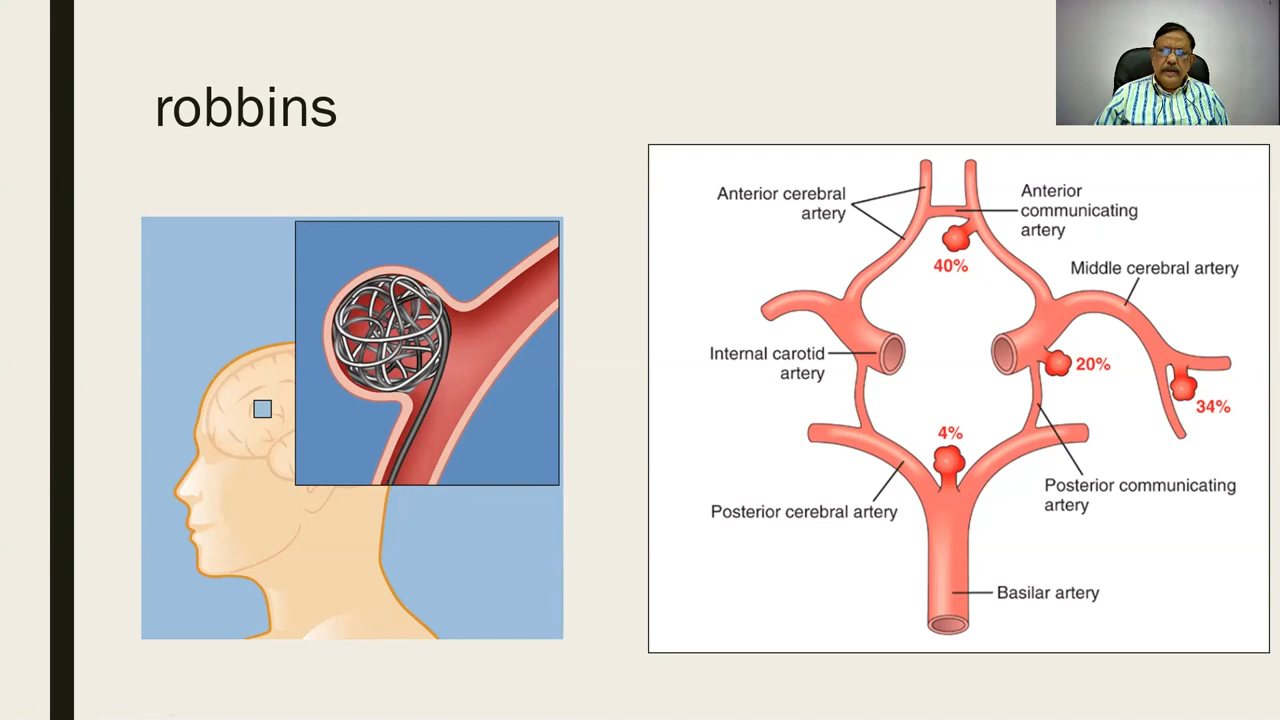 robbins
Anterior cerebral
artery
Anterior
communicating
artery
40%
Middle cerebral artery
Internal carotid
artery
20%
34%
4%
Posterior communicating
artery
Posterior cerebral artery
Basilar artery